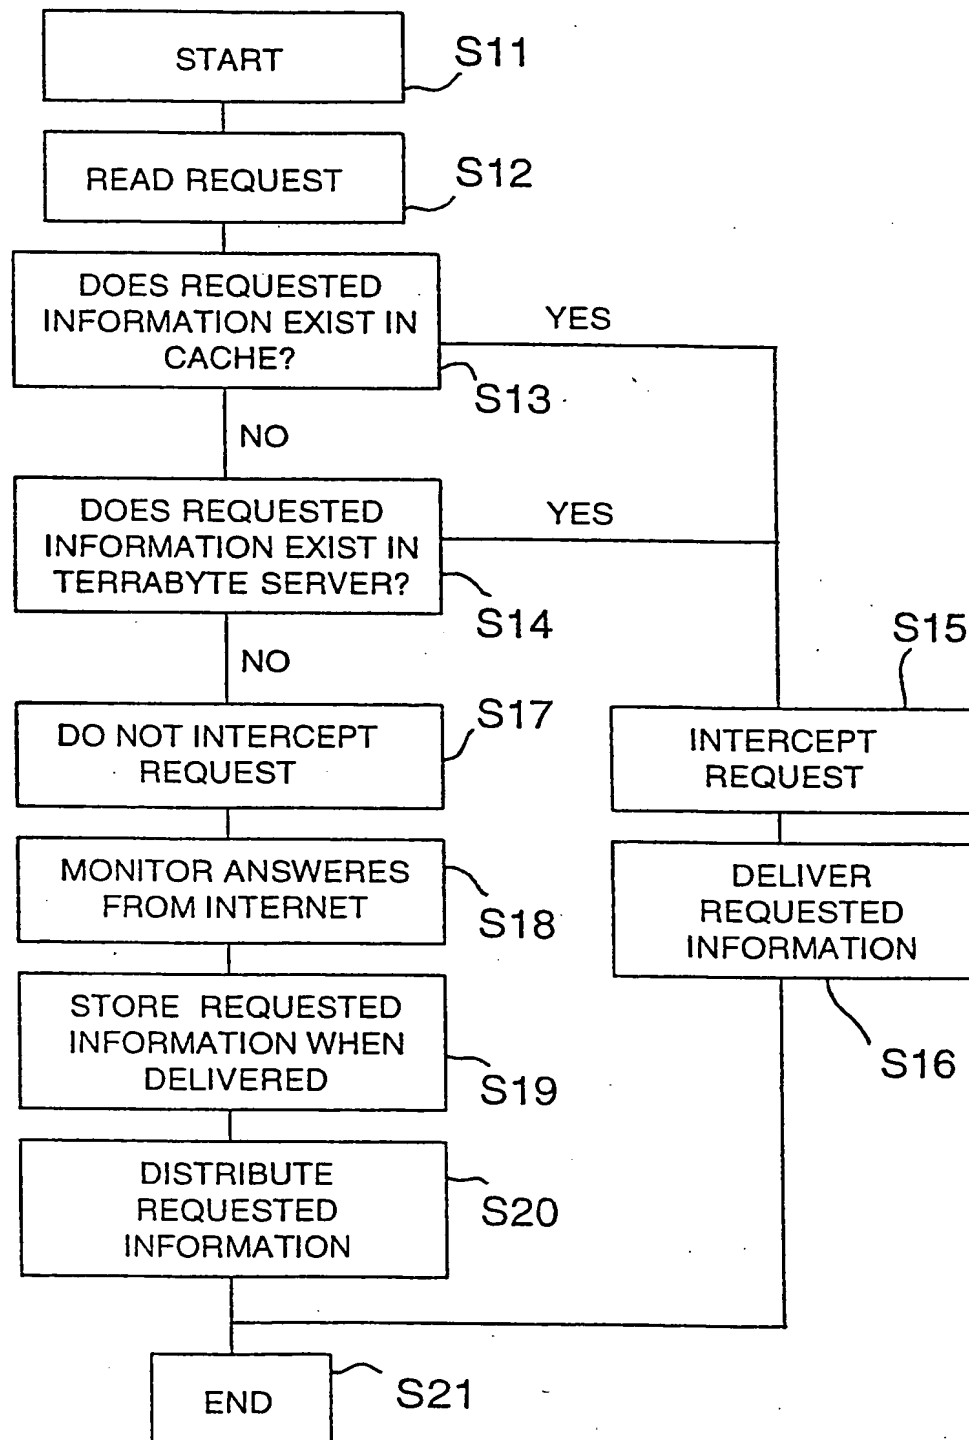 START
S11
READ REQUEST
S12
DOES REQUESTED
INFORMATION EXIST IN
CACHE?
YES
S13
NO
DOES REQUESTED
INFORMATION EXIST IN
TERRABYTE SERVER?
YES
S14
NO
S15
DO NOT INTERCEPT
REQUEST
S17
INTERCEPT
REQUEST
MONITOR ANSWERES
FROM INTERNET
S18
DELIVER
REQUESTED
INFORMATION
S16
STORE REQUESTED
INFORMATION WHEN
DELIVERED
S19
DISTRIBUTE
REQUESTED
INFORMATION
S20
END
S21